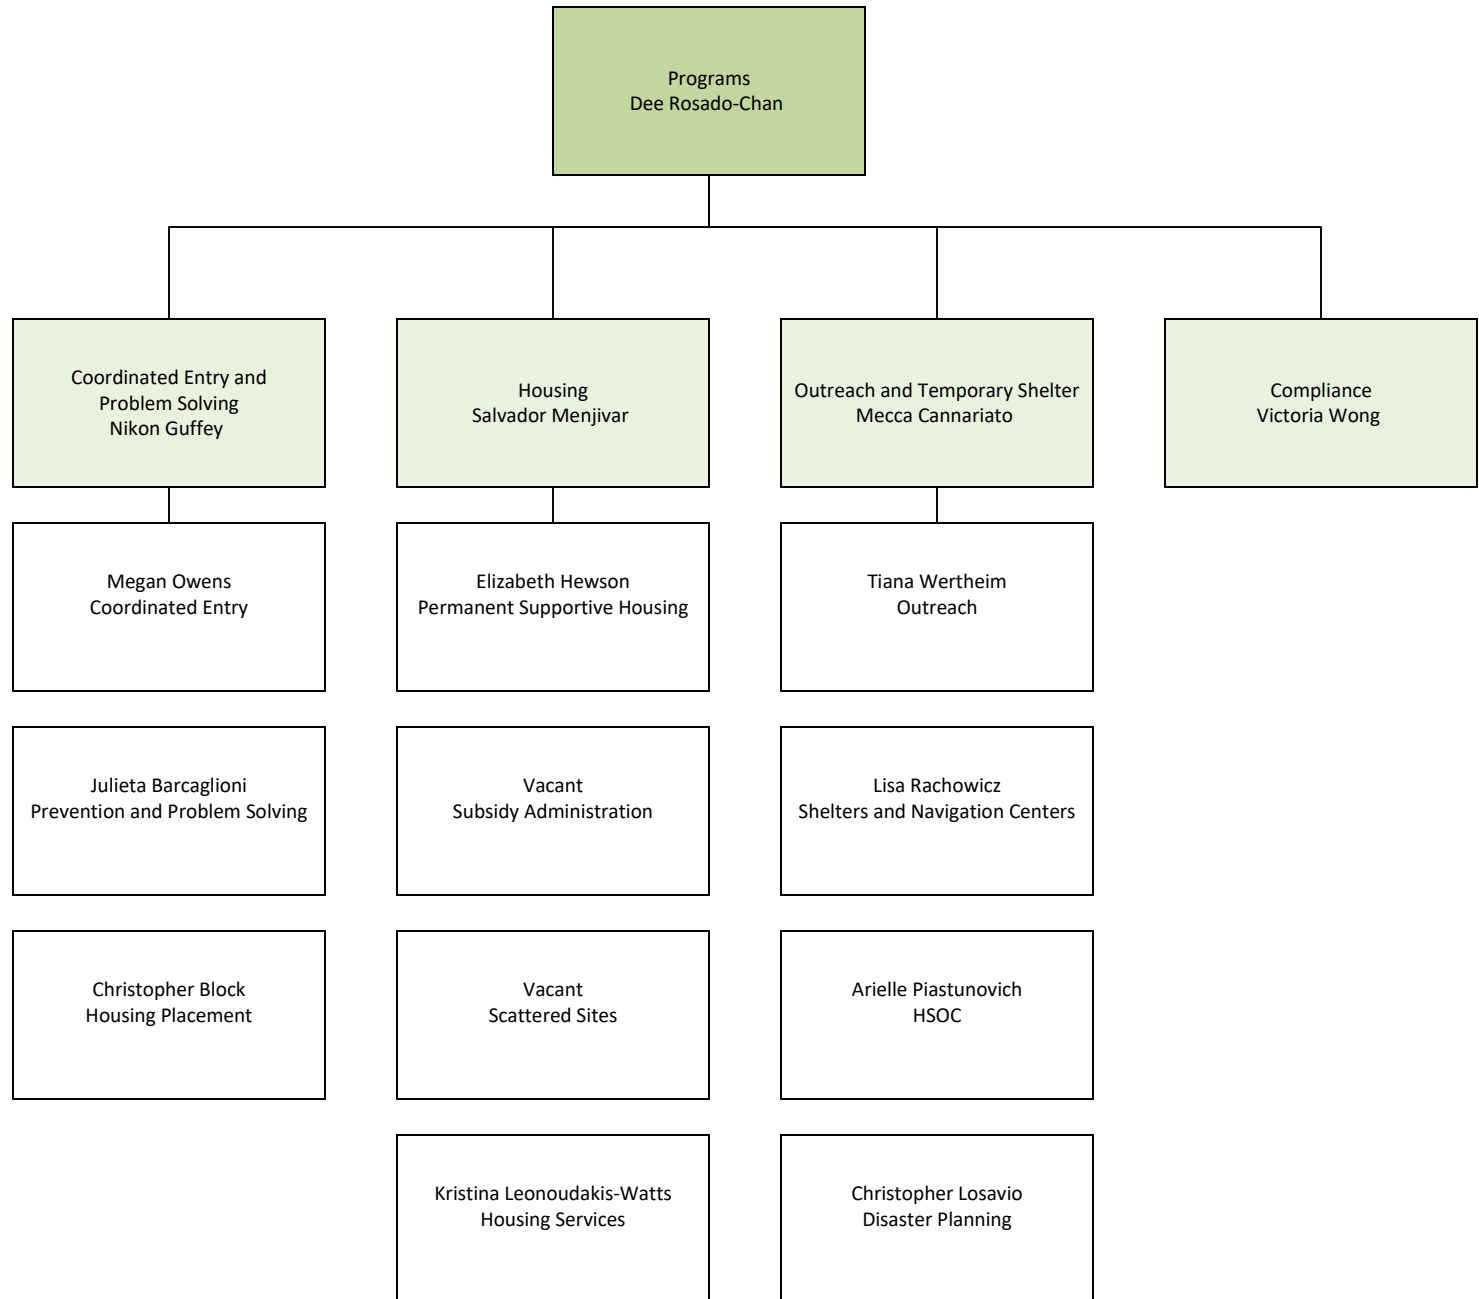 Programs
Dee Rosado-Chan
Coordinated Entry and
Problem Solving
Nikon Guffey
Housing
Salvador Menjivar
Outreach and Temporary Shelter
Mecca Cannariato
Compliance
Victoria Wong
Megan Owens
Coordinated Entry
Elizabeth Hewson
Permanent Supportive Housing
Tiana Wertheim
Outreach
Julieta Barcaglioni
Prevention and Problem Solving
Vacant
Subsidy Administration
Lisa Rachowicz
Shelters and Navigation Centers
Christopher Block
Housing Placement
Vacant
Scattered Sites
Arielle Piastunovich
HSOC
Kristina Leonoudakis-Watts
Housing Services
Christopher Losavio
Disaster Planning